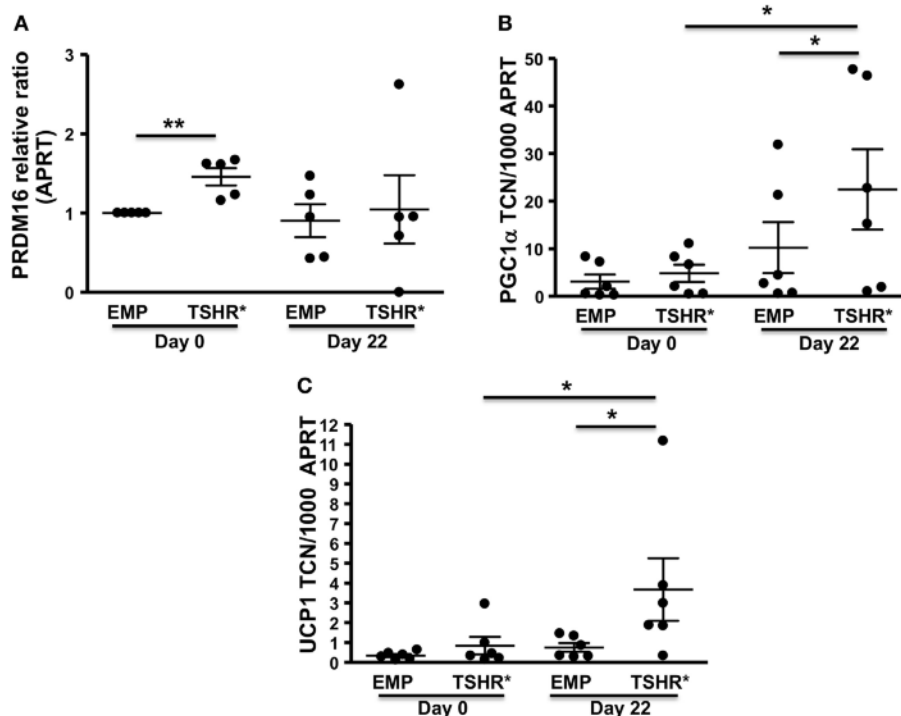 A
PRDM16 relative ratio
(APRT)
3
2
1
0
**
EMP TSHR* EMP TSHR*
Day 0 Day 22
B
PGC1α TCN/1000 APRT
50
40
30
20
10
0
*
*
EMP TSHR* EMP TSHR*
Day 0 Day 22
C
UCP1 TCN/1000 APRT
12
11
10
9
8
7
6
5
4
3
2
1
0
*
*
EMP TSHR* EMP TSHR*
Day 0 Day 22